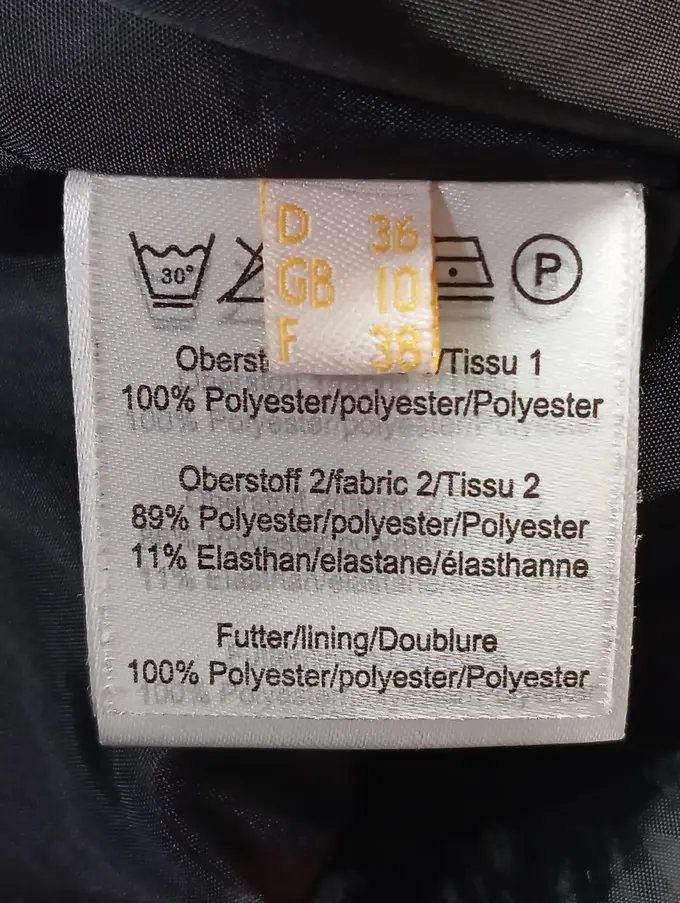 D 36
GB 10
F 38
30°
P
/Tissu 1
100% Polyester/polyester/Polyester
Oberstoff 2/fabric 2/Tissu 2
89% Polyester/polyester/Polyester
11% Elasthan/elastane/élasthanne
Futter/lining/Doublure
100% Polyester/polyester/Polyester